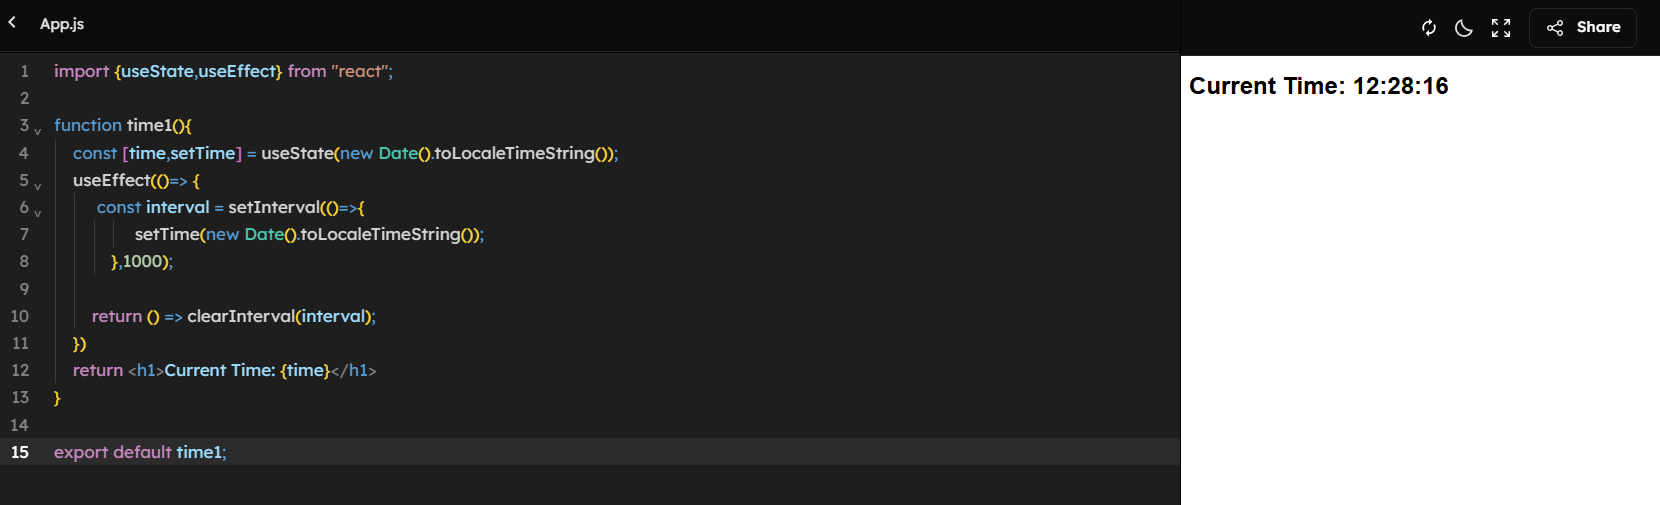 App.js
Share
1 import {useState,useEffect} from "react";
2
3 function time1(){
4 const [time,setTime] = useState(new Date().toLocaleTimeString());
5 useEffect(()=> {
6 const interval = setInterval(()=>{
7 setTime(new Date().toLocaleTimeString());
8 },1000);
9
10 return () => clearInterval(interval);
11 })
12 return <h1>Current Time: {time}</h1>
13 }
14
15 export default time1;
Current Time: 12:28:16